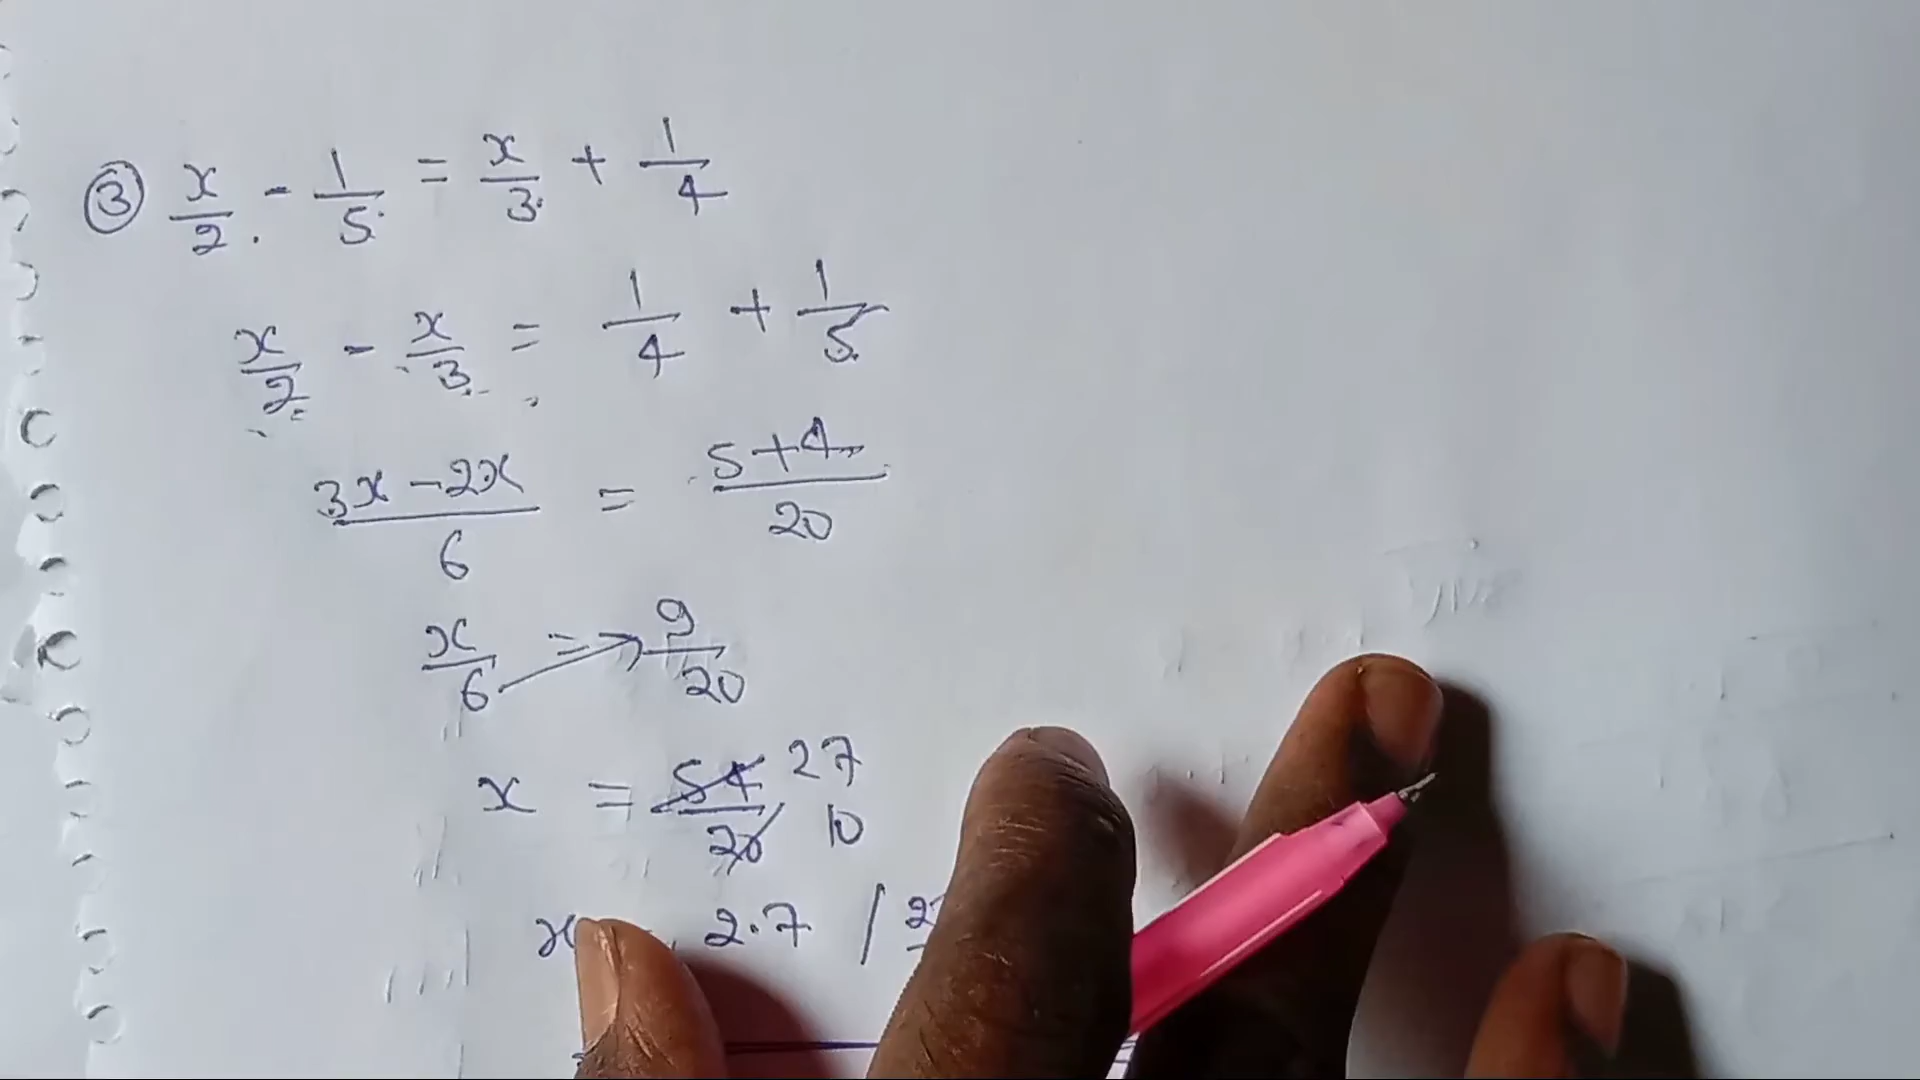 ③ x/2 - 1/5 = x/3 + 1/4
x/2 - x/3 = 1/4 + 1/5
3x-2x/6 = 5+4/20
x/6 = 9/20
x = 54/20 27/10
x 2.7 / 2